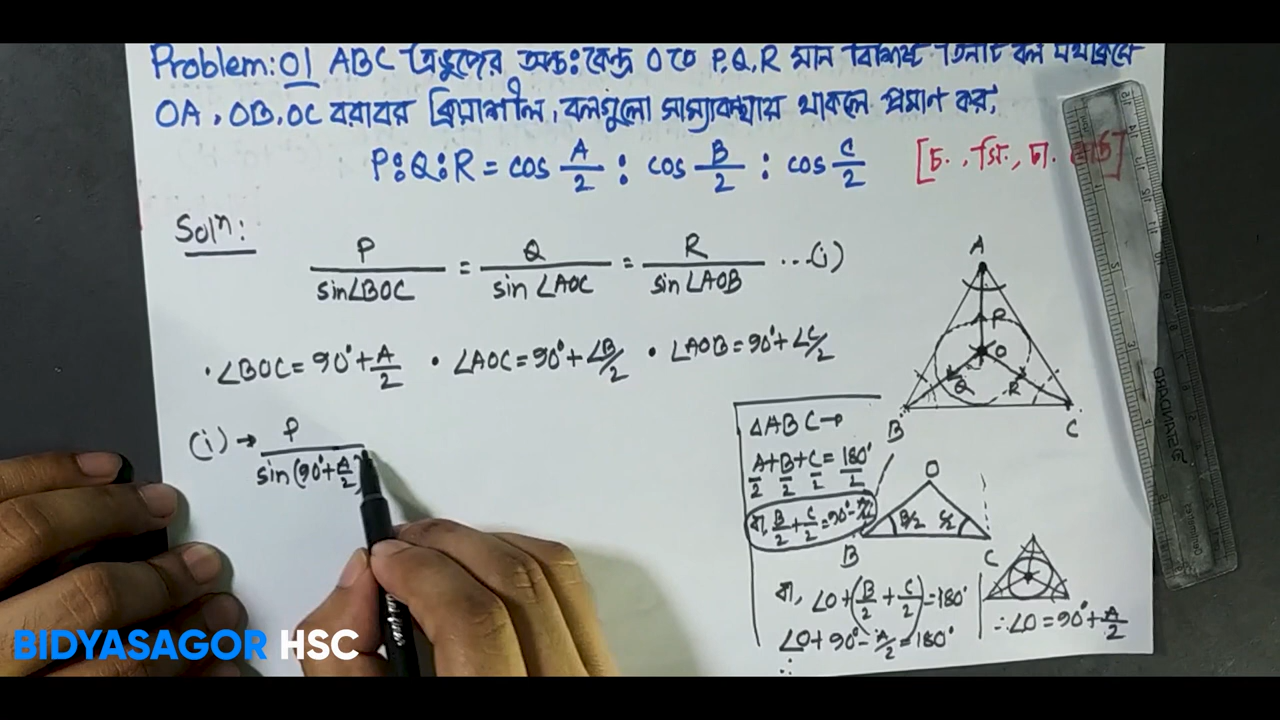 Problem: 01 ABC ত্রিভুজের অন্তঃকেন্দ্র O তে P, Q, R মান বিশিষ্ট তিনটি বল যথাক্রমে
OA, OB, OC বরাবর ক্রিয়াশীল, বলগুলো সাম্যাবস্থায় থাকলে প্রমাণ কর,
P:Q:R = cos A/2 : cos B/2 : cos C/2
[চ., সি., ঢা.
Solⁿ:
P/sin∠BOC = Q/sin∠AOC = R/sin∠AOB ...(i)
• ∠BOC = 90° + A/2 • ∠AOC = 90° + ∠B/2 • ∠AOB = 90° + ∠C/2
(i) → P/sin(90° + A/2)
A
P
O
Q
R
B
C
△ABC →
A/2 + B/2 + C/2 = 180°/2
বা, B/2 + C/2 = 90° - A/2
O
B/2
C/2
B
C
বা, ∠O + (B/2 + C/2) = 180°
∠O + 90° - A/2 = 180°
∴
∴ ∠O = 90° + A/2
STANDARD
BIDYASAGOR HSC